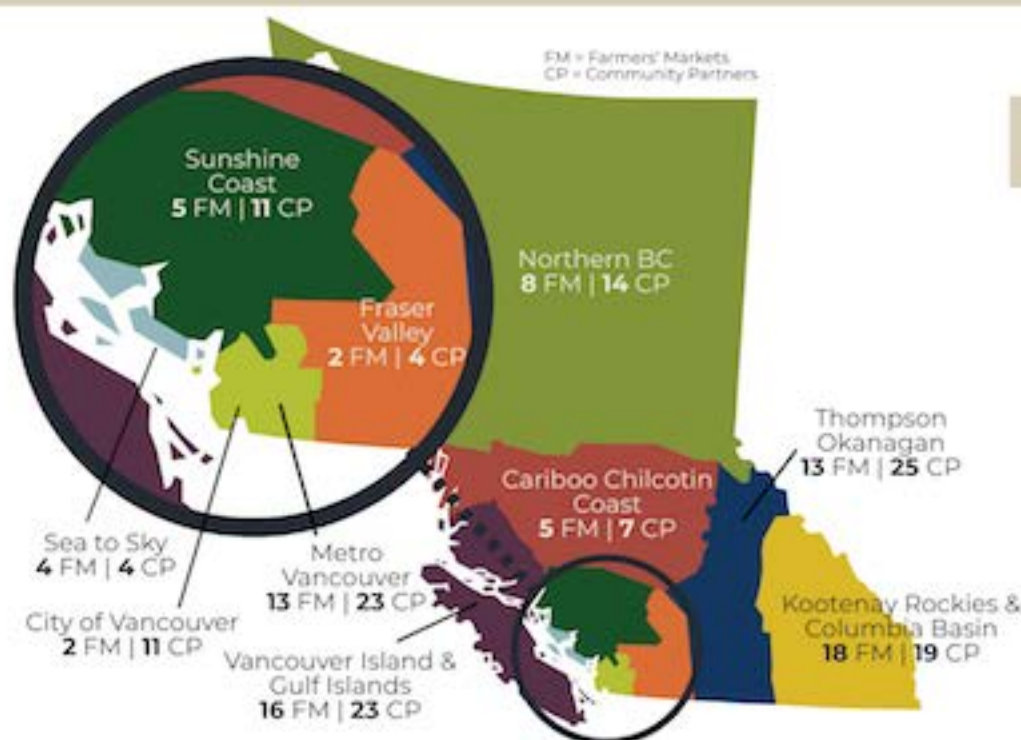 FM = Farmers' Markets
CP = Community Partners
Sunshine
Coast
5 FM | 11 CP
Northern BC
8 FM | 14 CP
Fraser
Valley
2 FM | 4 CP
Thompson
Okanagan
13 FM | 25 CP
Cariboo Chilcotin
Coast
5 FM | 7 CP
Sea to Sky
4 FM | 4 CP
Metro
Vancouver
13 FM | 23 CP
City of Vancouver
2 FM | 11 CP
Kootenay Rockies &
Columbia Basin
18 FM | 19 CP
Vancouver Island &
Gulf Islands
16 FM | 23 CP